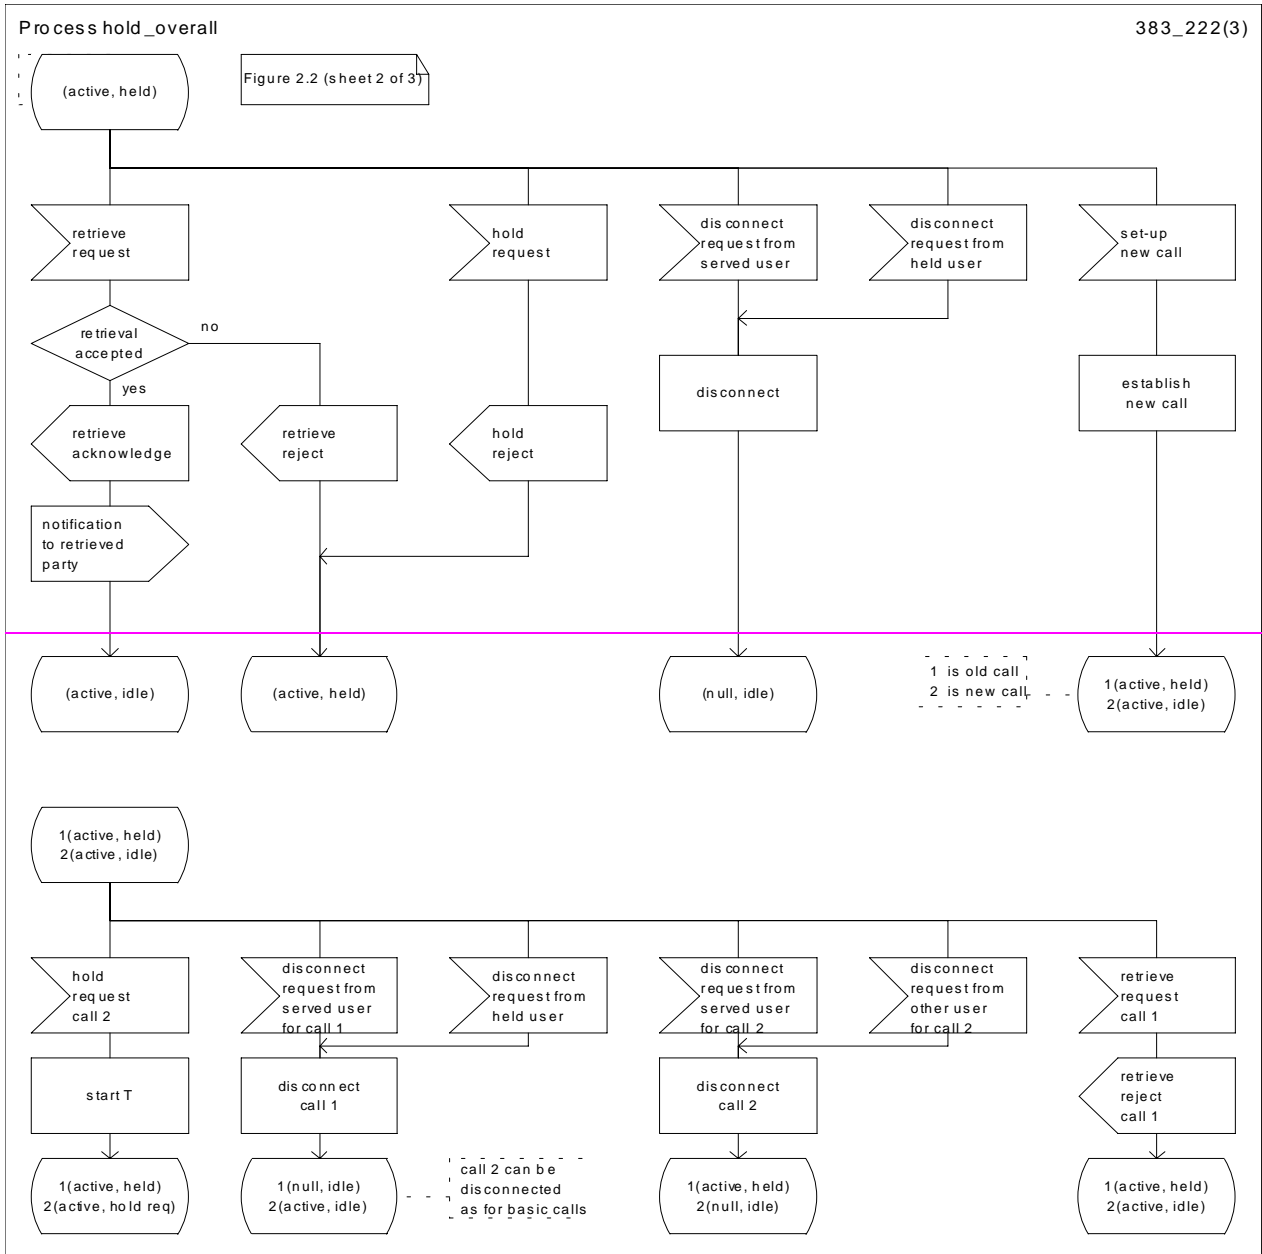 Process hold_overall
383_222(3)
(active, held)
Figure 2.2 (sheet 2 of 3)
retrieve
request
hold
request
disconnect
request from
served user
disconnect
request from
held user
set-up
new call
retrieval
accepted
no
yes
disconnect
establish
new call
retrieve
acknowledge
retrieve
reject
hold
reject
notification
to retrieved
party
(active, idle)
(active, held)
(null, idle)
1 is old call
2 is new call
1(active, held)
2(active, idle)
1(active, held)
2(active, idle)
hold
request
call 2
disconnect
request from
served user
for call 1
disconnect
request from
held user
disconnect
request from
served user
for call 2
disconnect
request from
other user
for call 2
retrieve
request
call 1
start T
disconnect
call 1
disconnect
call 2
retrieve
reject
call 1
1(active, held)
2(active, hold req)
1(null, idle)
2(active, idle)
call 2 can be
disconnected
as for basic calls
1(active, held)
2(null, idle)
1(active, held)
2(active, idle)